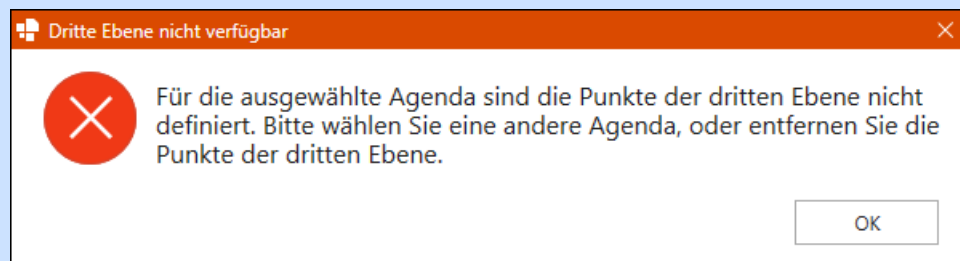 Dritte Ebene nicht verfügbar
Für die ausgewählte Agenda sind die Punkte der dritten Ebene nicht
definiert. Bitte wählen Sie eine andere Agenda, oder entfernen Sie die
Punkte der dritten Ebene.
OK